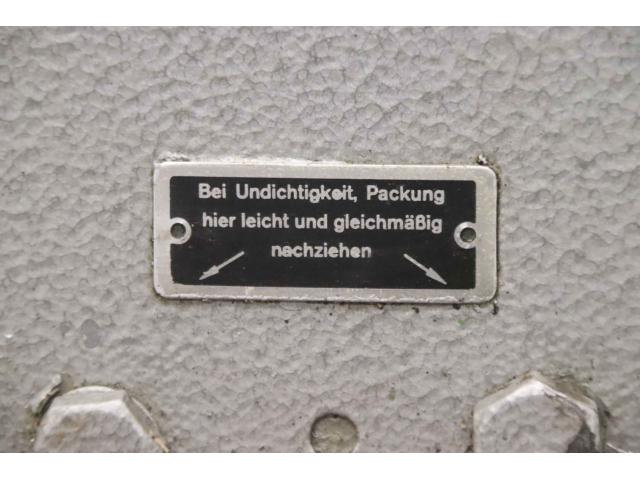 Bei Undichtigkeit, Packung
hier leicht und gleichmäßig
nachziehen